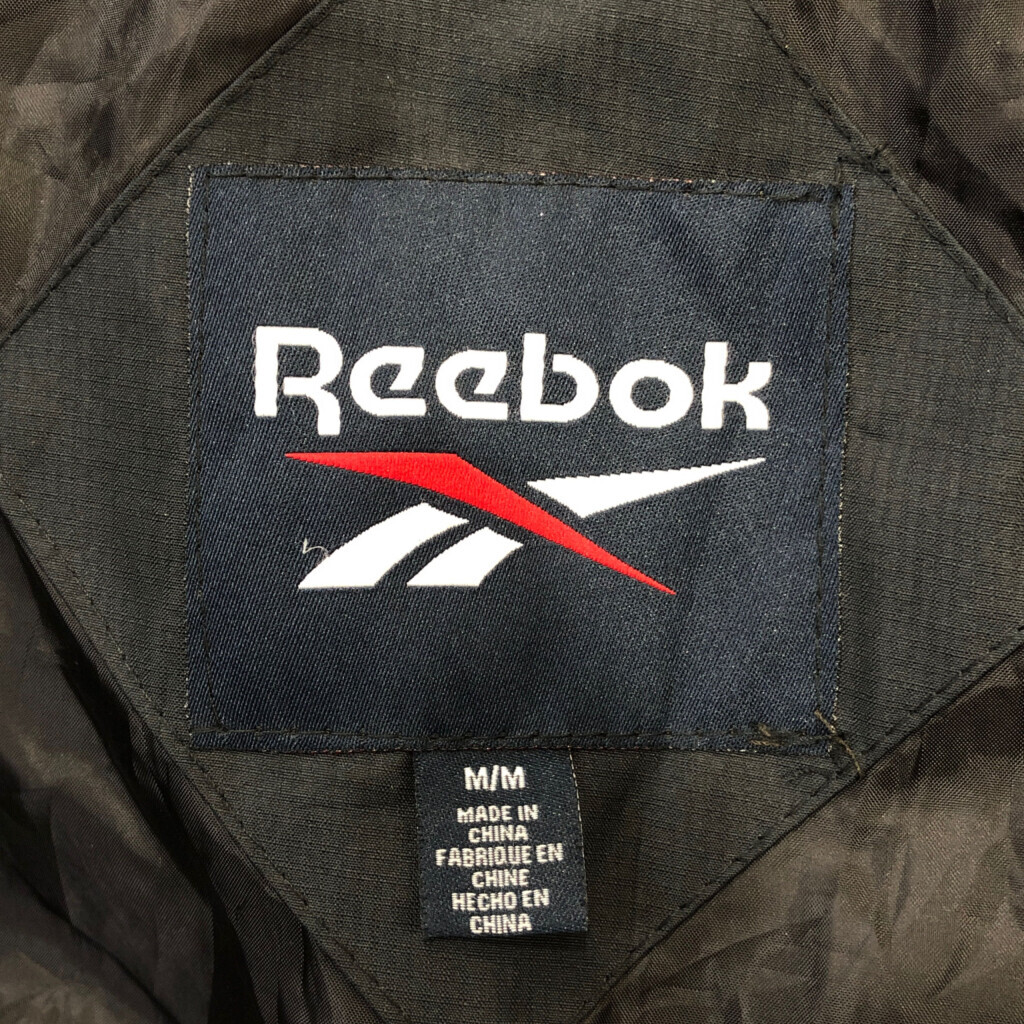 Reebok
M/M
MADE IN
CHINA
FABRIQUE EN
CHINE
HECHO EN
CHINA